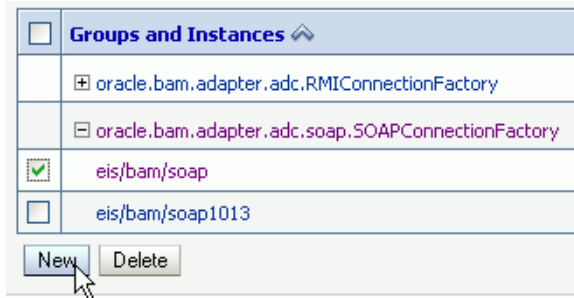 Groups and Instances
oracle.bam.adapter.adc.RMIConnectionFactory
oracle.bam.adapter.adc.soap.SOAPConnectionFactory
eis/bam/soap
eis/bam/soap1013
New Delete